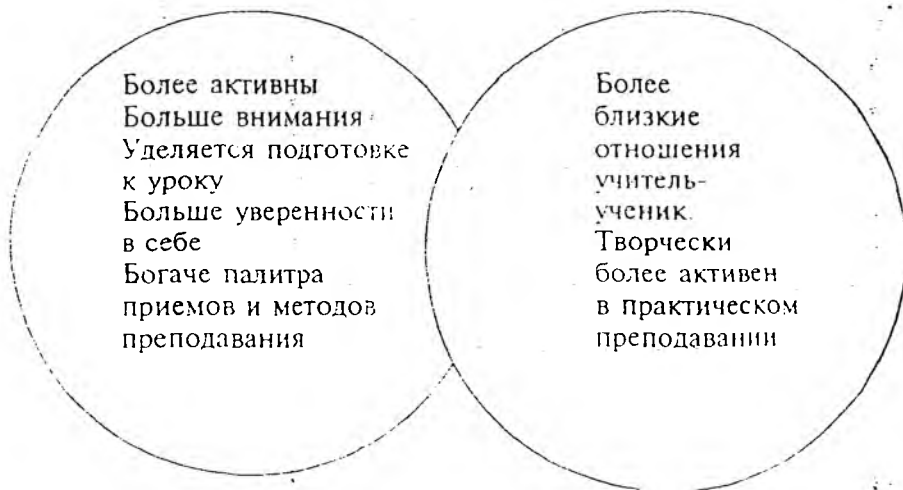 Более активны
Больше внимания
Уделяется подготовке
к уроку
Больше уверенности
в себе
Богаче палитра
приемов и методов
преподавания
Более
близкие
отношения
учитель-
ученик.
Творчески
более активен
в практическом
преподавании